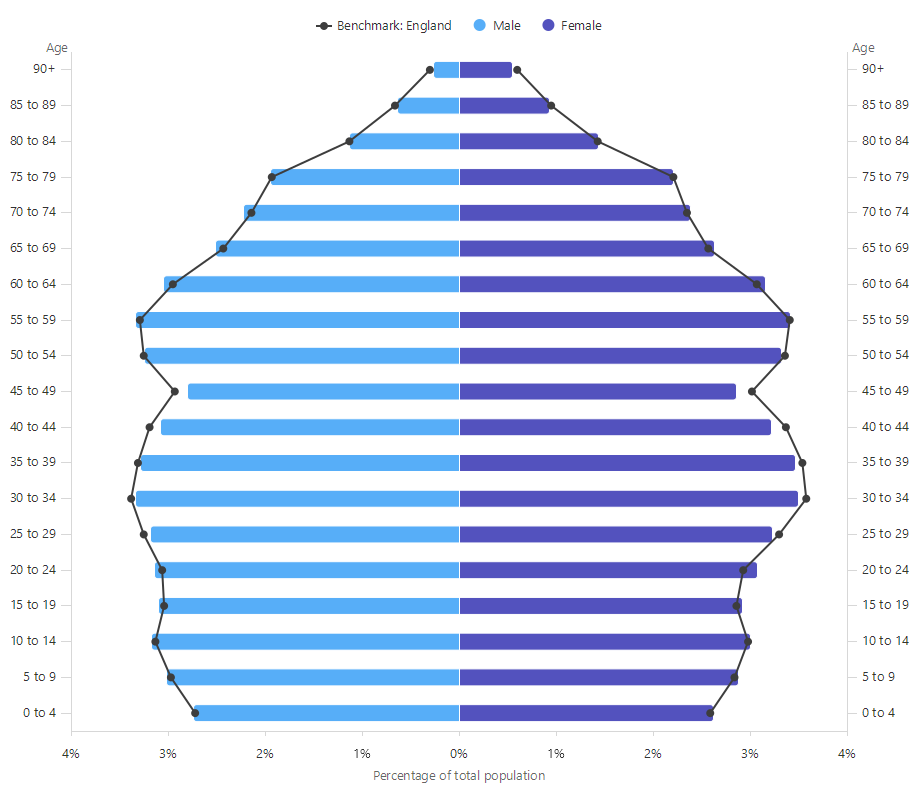 Benchmark: England Male Female
Age Age
90+ 90+
85 to 89 85 to 89
80 to 84 80 to 84
75 to 79 75 to 79
70 to 74 70 to 74
65 to 69 65 to 69
60 to 64 60 to 64
55 to 59 55 to 59
50 to 54 50 to 54
45 to 49 45 to 49
40 to 44 40 to 44
35 to 39 35 to 39
30 to 34 30 to 34
25 to 29 25 to 29
20 to 24 20 to 24
15 to 19 15 to 19
10 to 14 10 to 14
5 to 9 5 to 9
0 to 4 0 to 4
4% 3% 2% 1% 0% 1% 2% 3% 4%
Percentage of total population